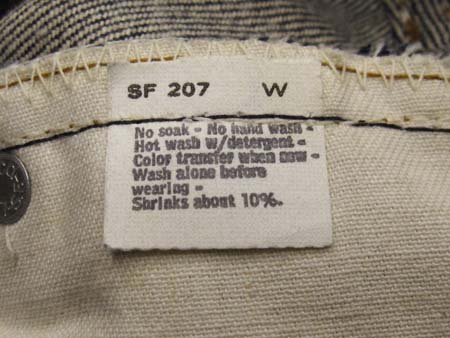 SF 207 W
No soak - No hand wash -
Hot wash w/detergent -
Color transfer when new -
Wash alone before
wearing -
Shrinks about 10%.